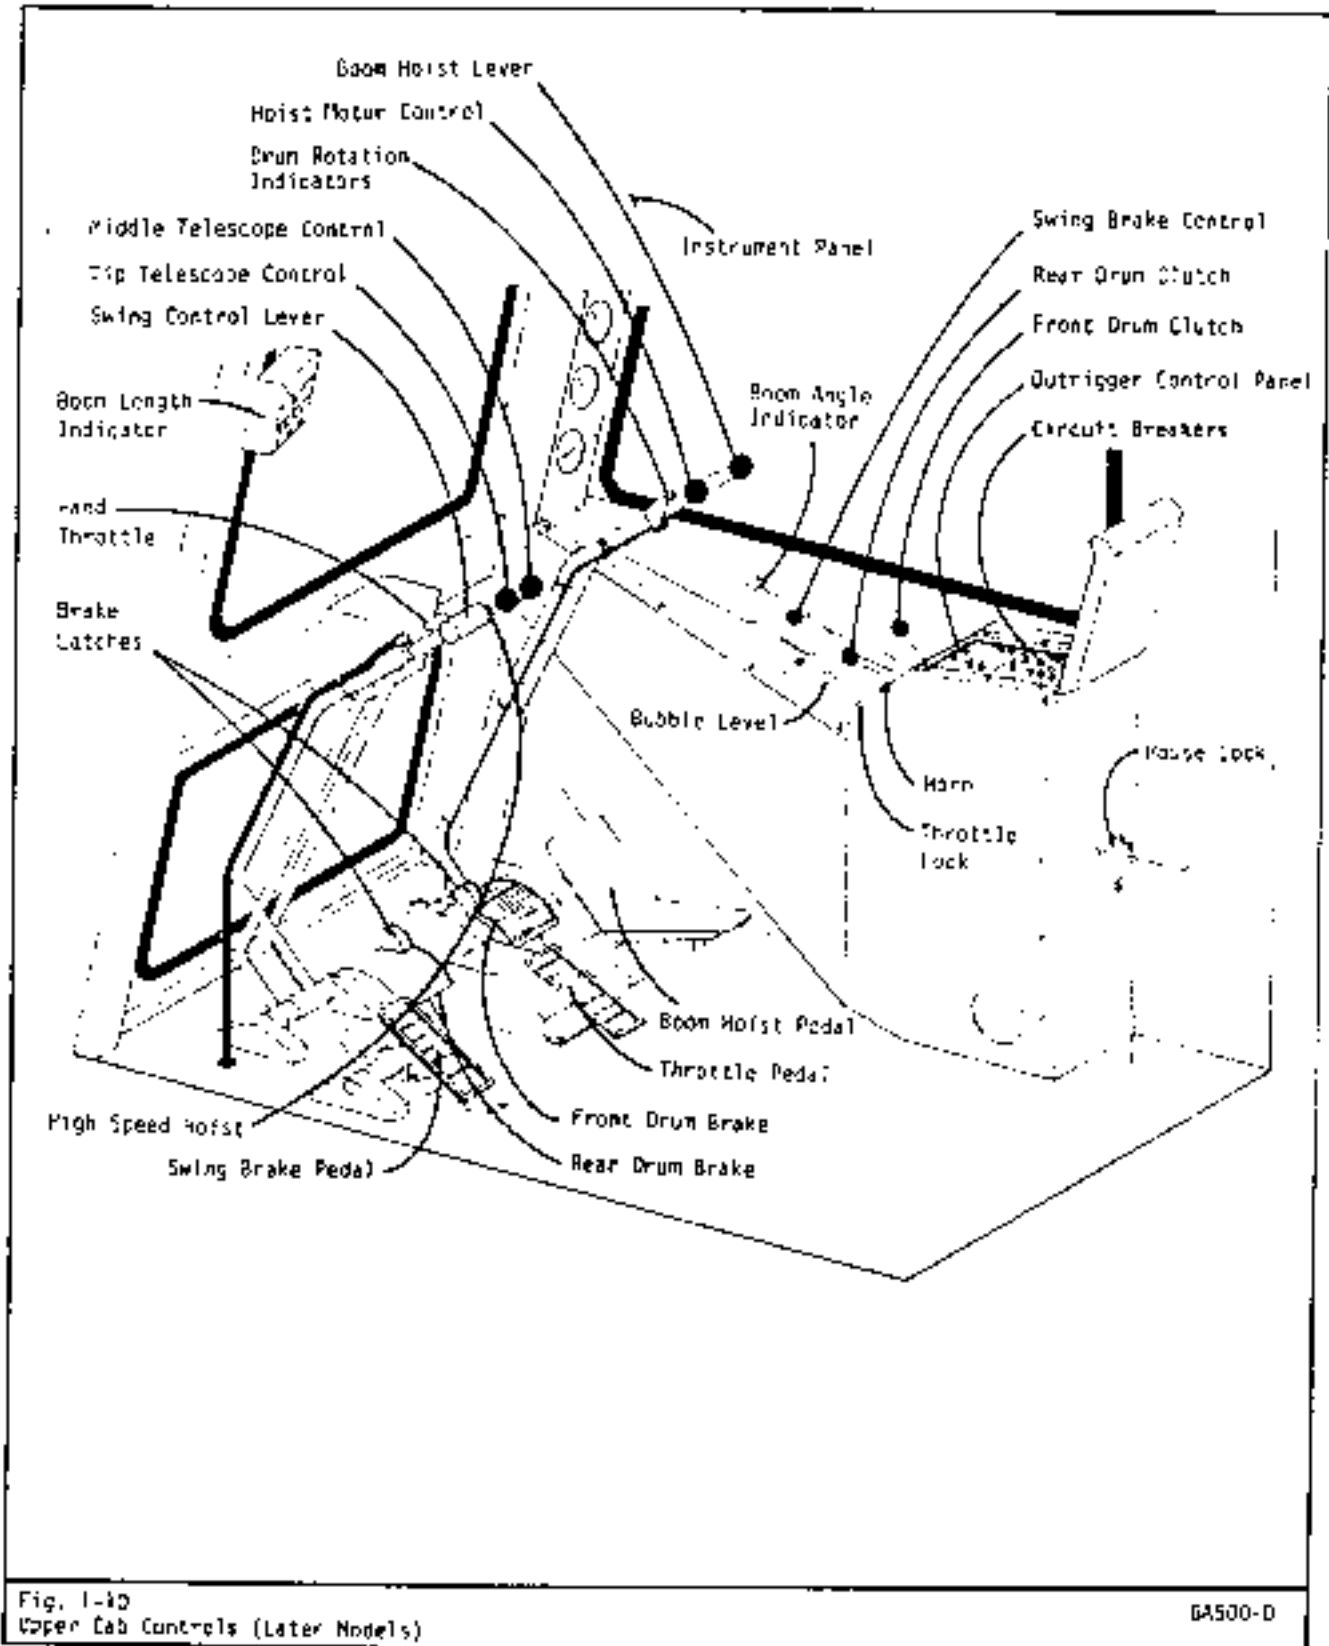 Boom Hoist Lever
Hoist Motor Control
Drum Rotation
Indicators
Middle Telescope Control
Tip Telescope Control
Swing Control Lever
Instrument Panel
Swing Brake Control
Rear Drum Clutch
Front Drum Clutch
Outrigger Control Panel
Circuit Breakers
Boom Angle
Indicator
Boom Length
Indicator
Hand
Throttle
Brake
Latches
Bubble Level
Horn
Throttle
Lock
House Lock
Boom Hoist Pedal
Throttle Pedal
High Speed Hoist
Front Drum Brake
Swing Brake Pedal
Rear Drum Brake
Fig.
Upper Cab Controls (Later Models)